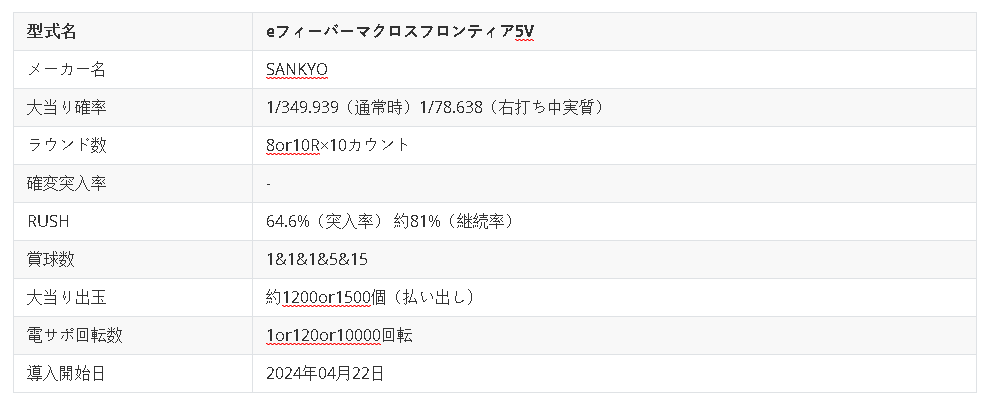 型式名 eフィーバーマクロスフロンティア5V
メーカー名 SANKYO
大当り確率 1/349.939（通常時）1/78.638（右打ち中実質）
ラウンド数 8or10R×10カウント
確変突入率 -
RUSH 64.6%（突入率） 約81%（継続率）
賞球数 1&1&1&5&15
大当り出玉 約1200or1500個（払い出し）
電サポ回転数 1or120or10000回転
導入開始日 2024年04月22日